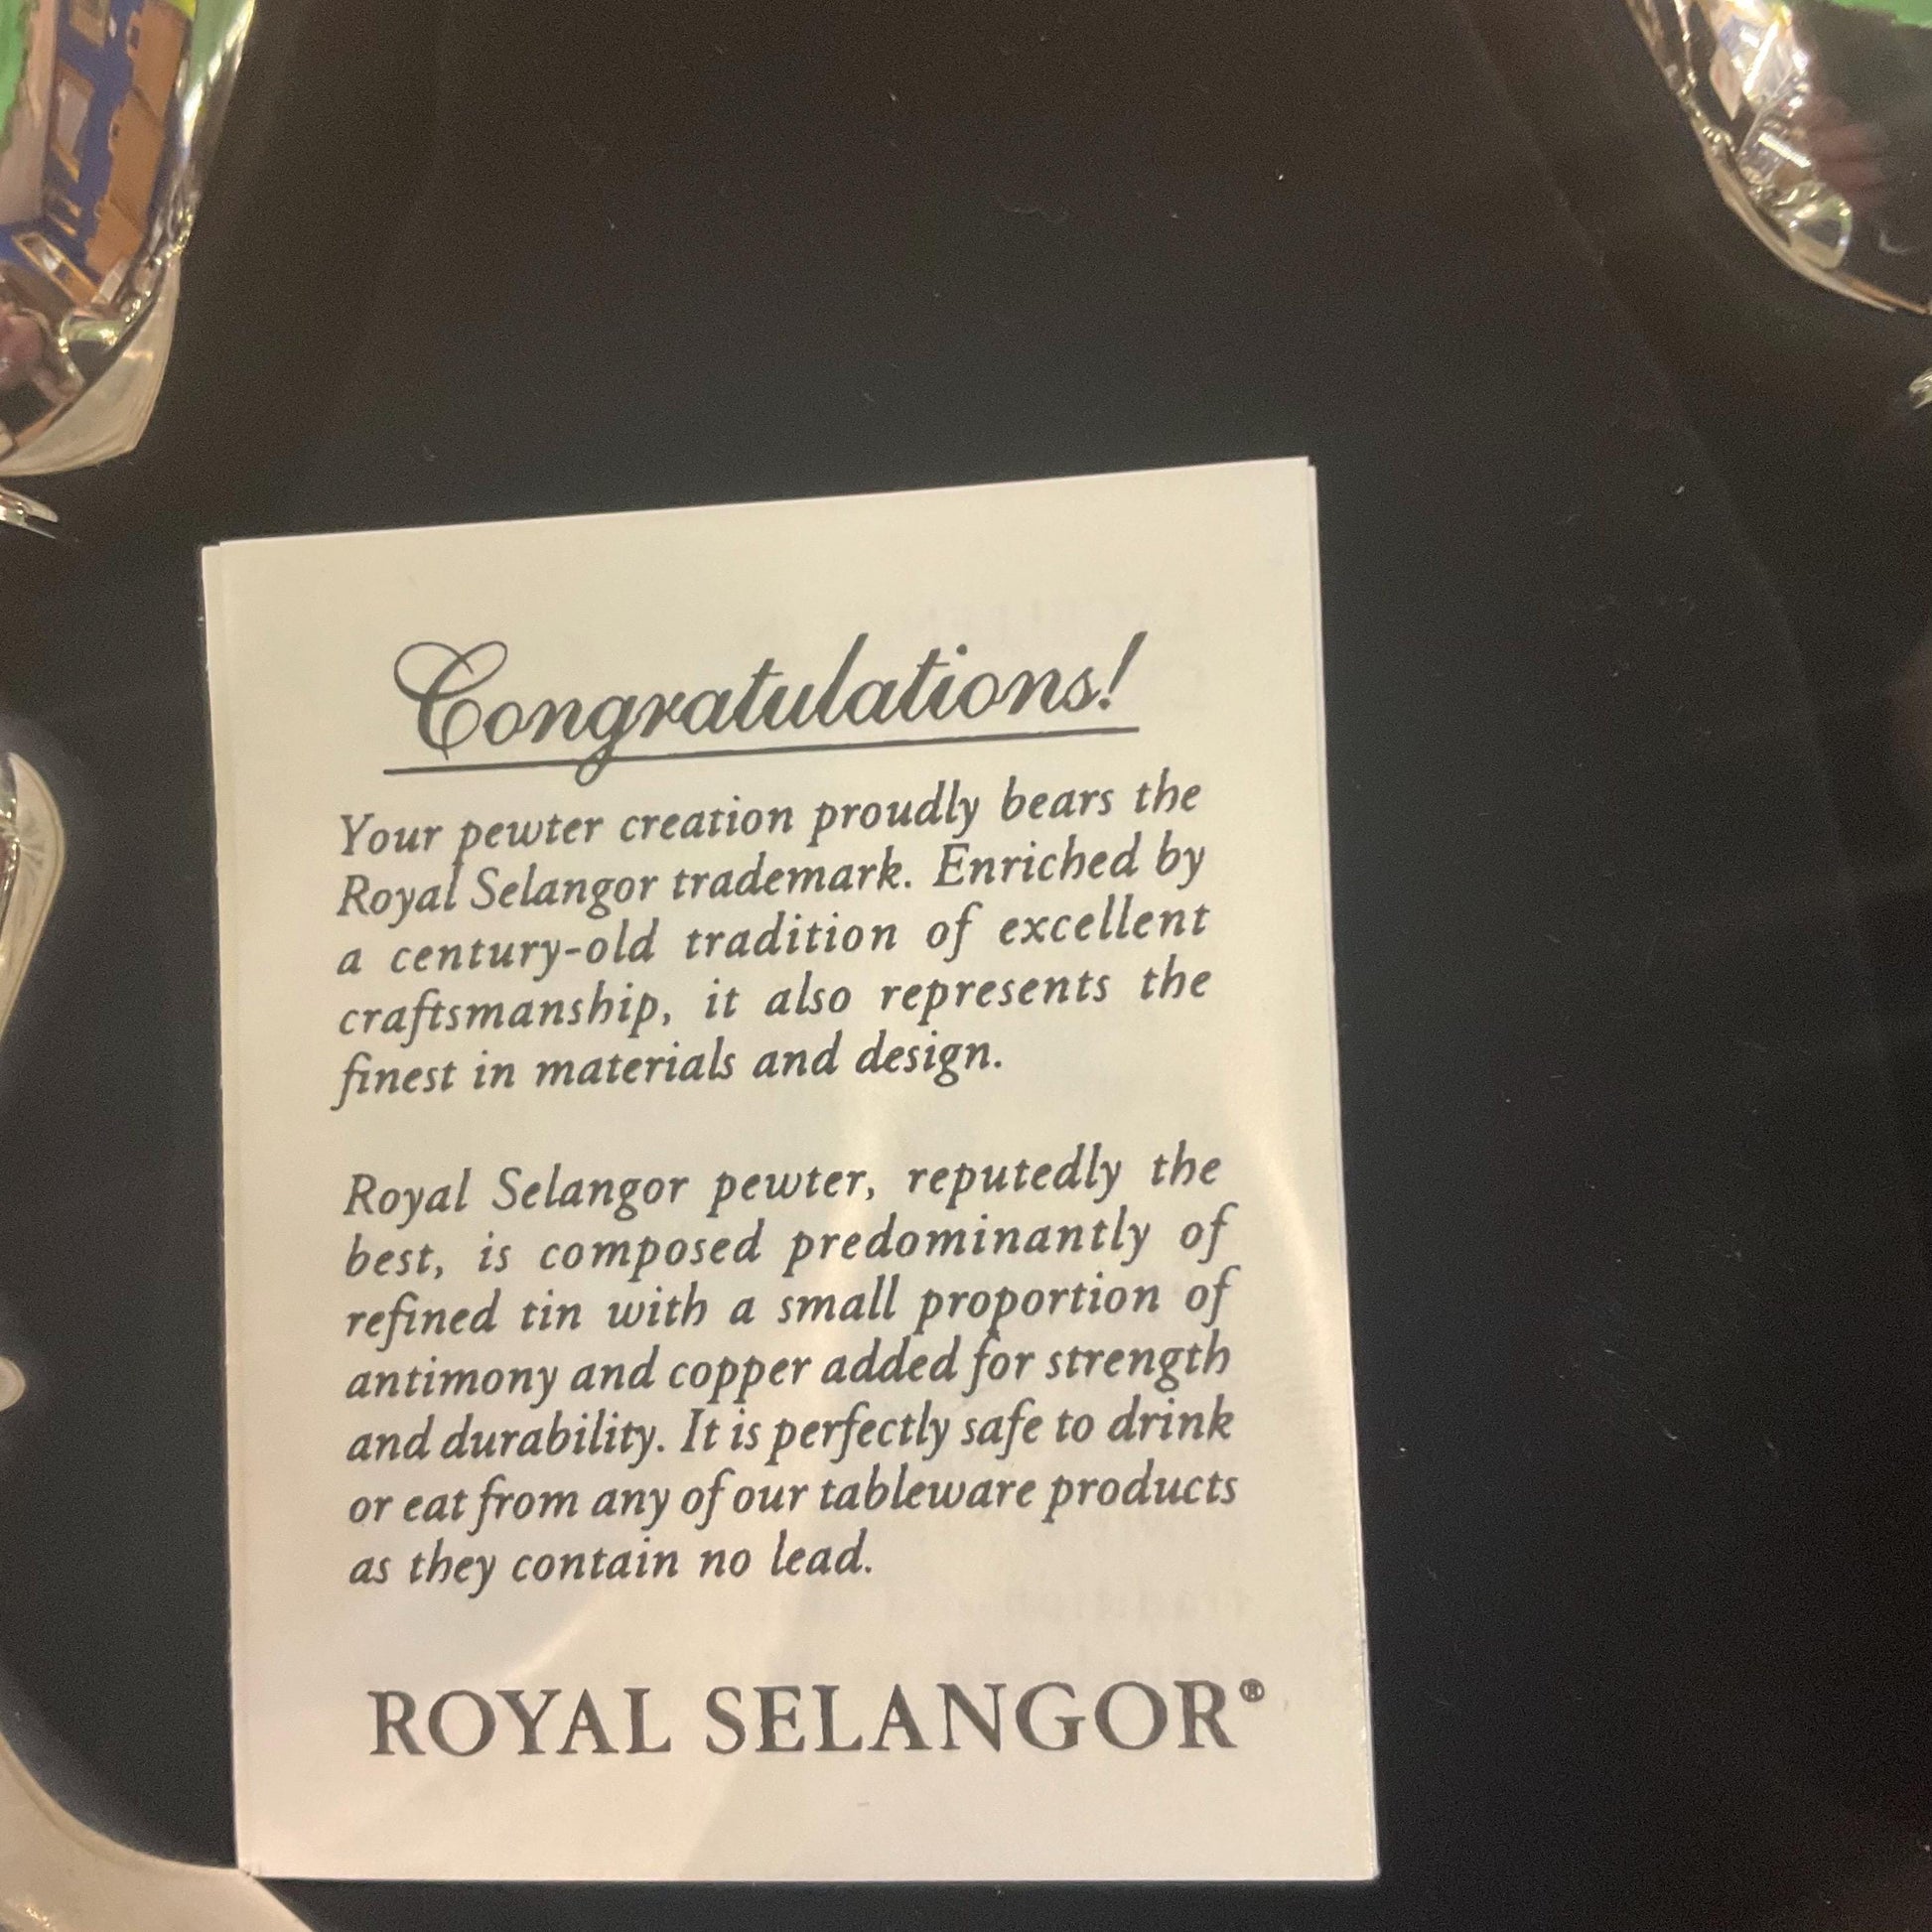 Congratulations!
Your pewter creation proudly bears the
Royal Selangor trademark. Enriched by
a century-old tradition of excellent
craftsmanship, it also represents the
finest in materials and design.
Royal Selangor pewter, reputedly the
best, is composed predominantly of
refined tin with a small proportion of
antimony and copper added for strength
and durability. It is perfectly safe to drink
or eat from any of our tableware products
as they contain no lead.
ROYAL SELANGOR®